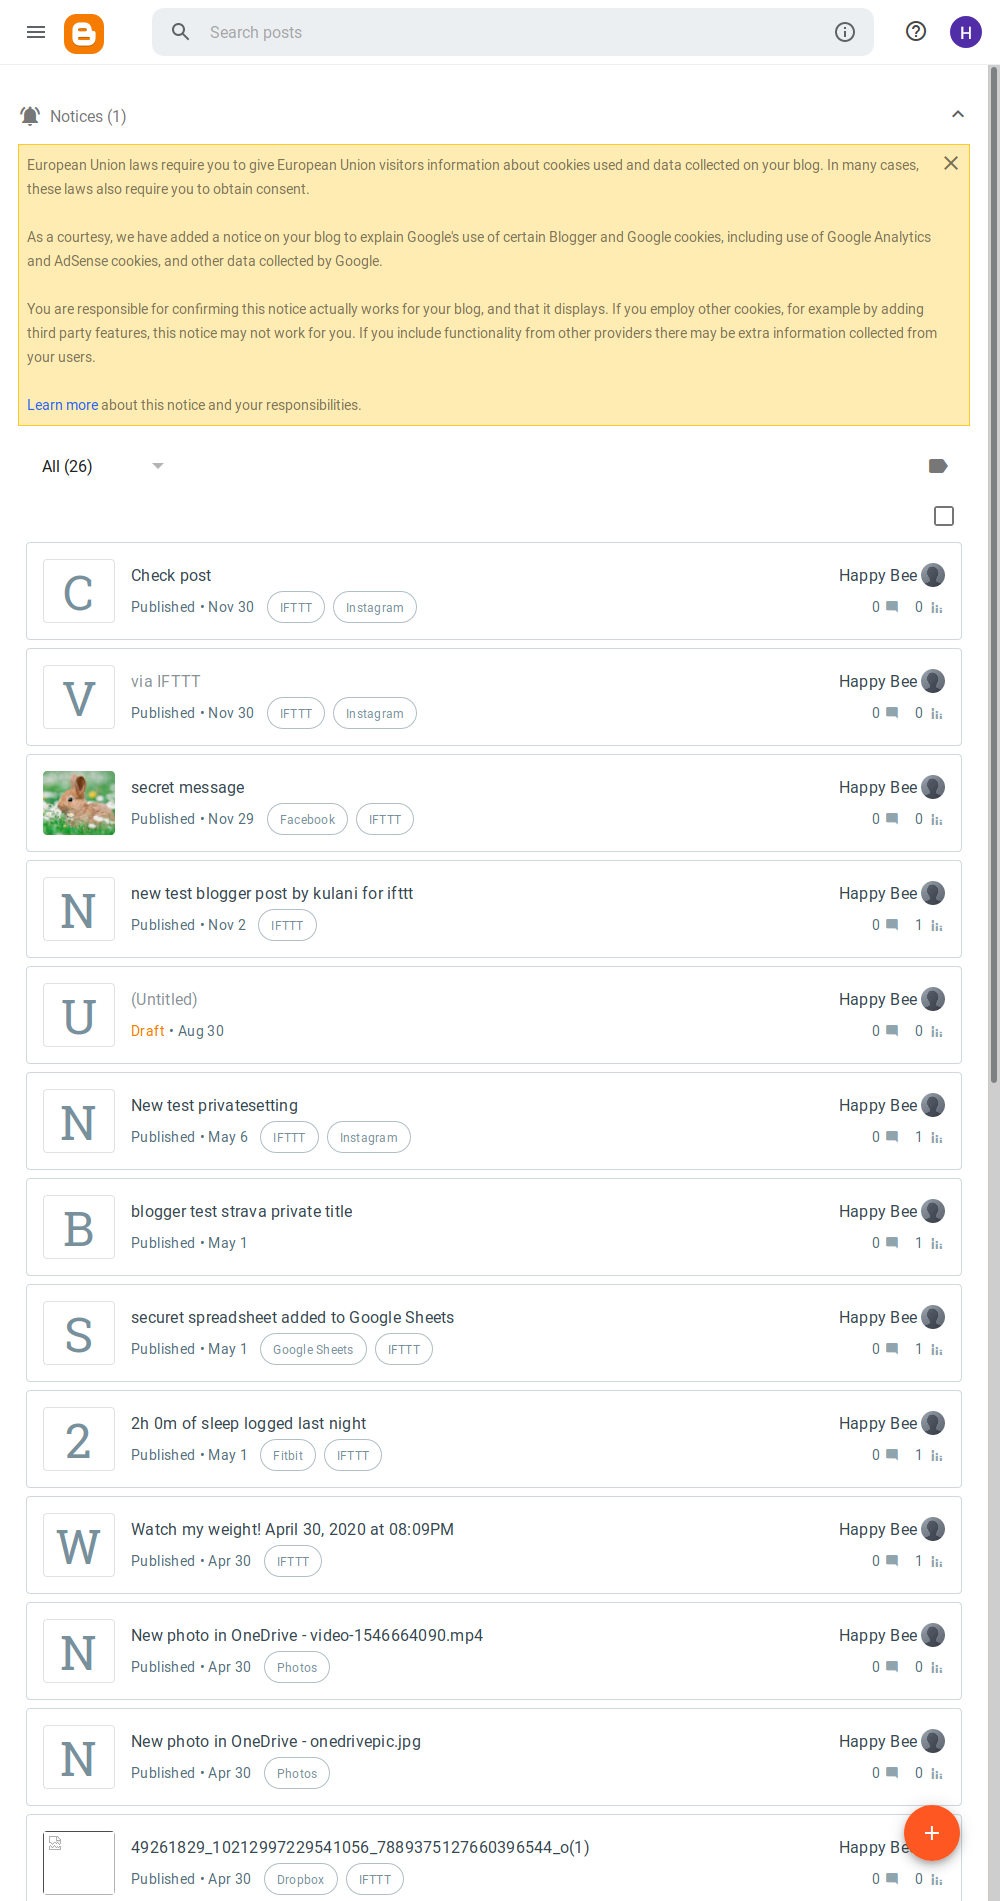 Search posts
H
Notices (1)
European Union laws require you to give European Union visitors information about cookies used and data collected on your blog. In many cases,
these laws also require you to obtain consent.
As a courtesy, we have added a notice on your blog to explain Google's use of certain Blogger and Google cookies, including use of Google Analytics
and AdSense cookies, and other data collected by Google.
You are responsible for confirming this notice actually works for your blog, and that it displays. If you employ other cookies, for example by adding
third party features, this notice may not work for you. If you include functionality from other providers there may be extra information collected from
your users.
Learn more about this notice and your responsibilities.
All (26)
C
Check post
Happy Bee
Published • Nov 30 IFTTT Instagram
0 0
V
via IFTTT
Happy Bee
Published • Nov 30 IFTTT Instagram
0 0
secret message
Happy Bee
Published • Nov 29 Facebook IFTTT
0 0
N
new test blogger post by kulani for ifttt
Happy Bee
Published • Nov 2 IFTTT
0 1
U
(Untitled)
Happy Bee
Draft • Aug 30
0 0
N
New test privatesetting
Happy Bee
Published • May 6 IFTTT Instagram
0 1
B
blogger test strava private title
Happy Bee
Published • May 1
0 1
S
securet spreadsheet added to Google Sheets
Happy Bee
Published • May 1 Google Sheets IFTTT
0 1
2
2h 0m of sleep logged last night
Happy Bee
Published • May 1 Fitbit IFTTT
0 1
W
Watch my weight! April 30, 2020 at 08:09PM
Happy Bee
Published • Apr 30 IFTTT
0 1
N
New photo in OneDrive - video-1546664090.mp4
Happy Bee
Published • Apr 30 Photos
0 0
N
New photo in OneDrive - onedrivepic.jpg
Happy Bee
Published • Apr 30 Photos
0 0
49261829_10212997229541056_7889375127660396544_o(1)
Happy Be
Published • Apr 30 Dropbox IFTTT
0 0